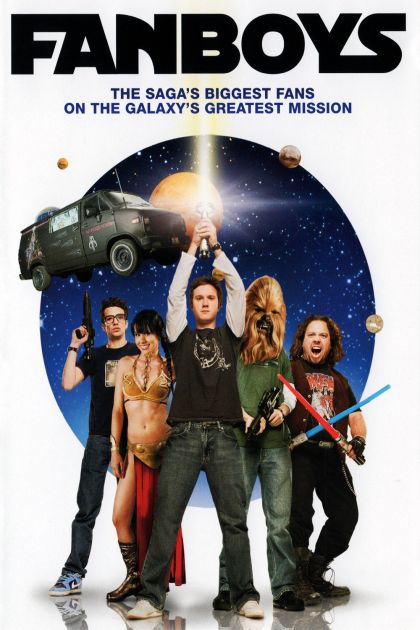 FANBOYS
THE SAGA'S BIGGEST FANS
ON THE GALAXY'S GREATEST MISSION